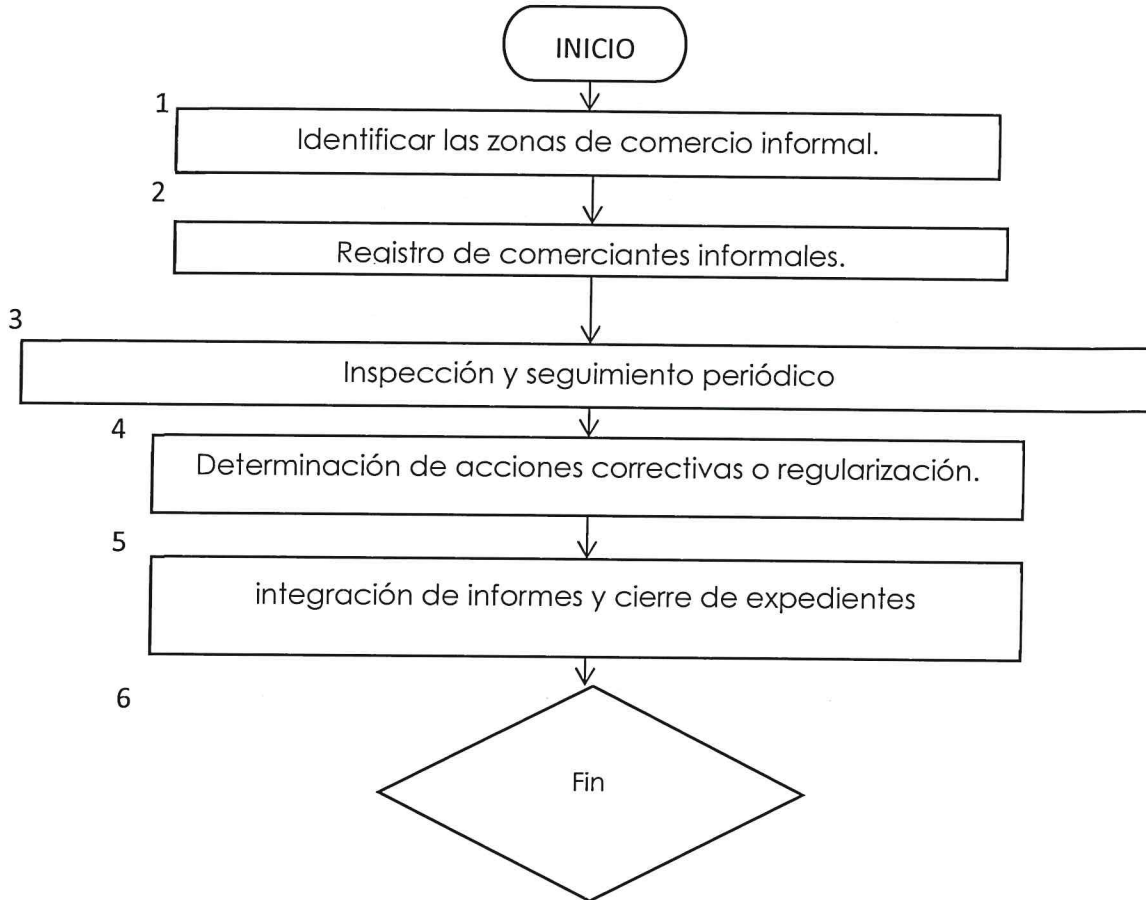 INICIO
1
Identificar las zonas de comercio informal.
2
Registro de comerciantes informales.
3
Inspección y seguimiento periódico
4
Determinación de acciones correctivas o regularización.
5
integración de informes y cierre de expedientes
6
Fin